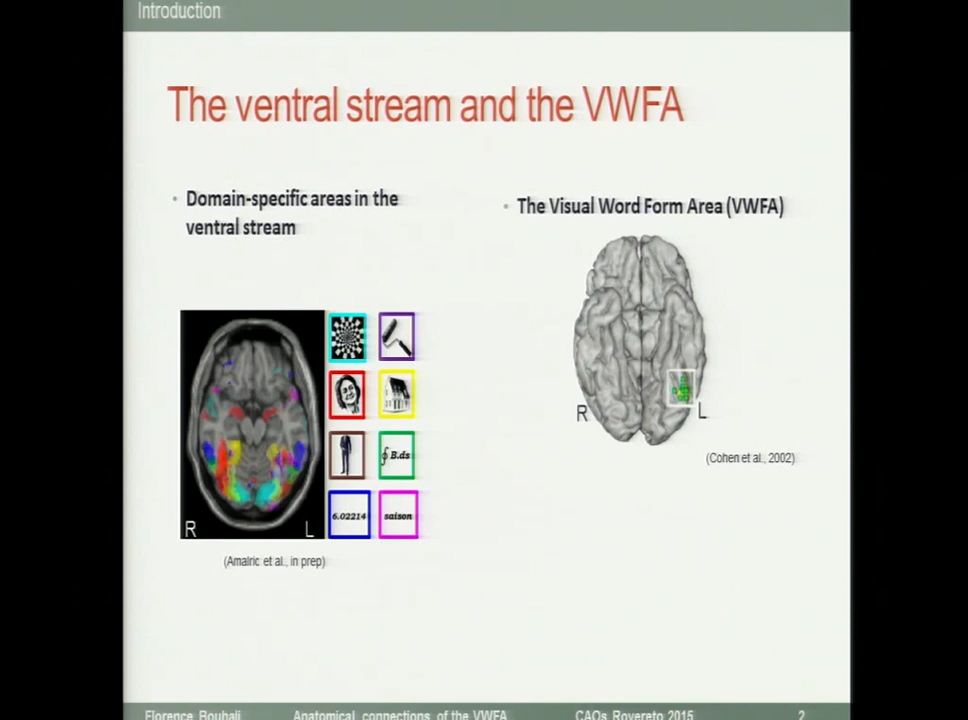 Introduction
The ventral stream and the VWFA
• Domain-specific areas in the
ventral stream
• The Visual Word Form Area (VWFA)
∮ B.ds
6.02214
saison
R
L
(Amalric et al., in prep)
R
L
(Cohen et al., 2002)
Florence Bouhali
Anatomical connections of the VWFA
CAOs Rovereto 2015
2